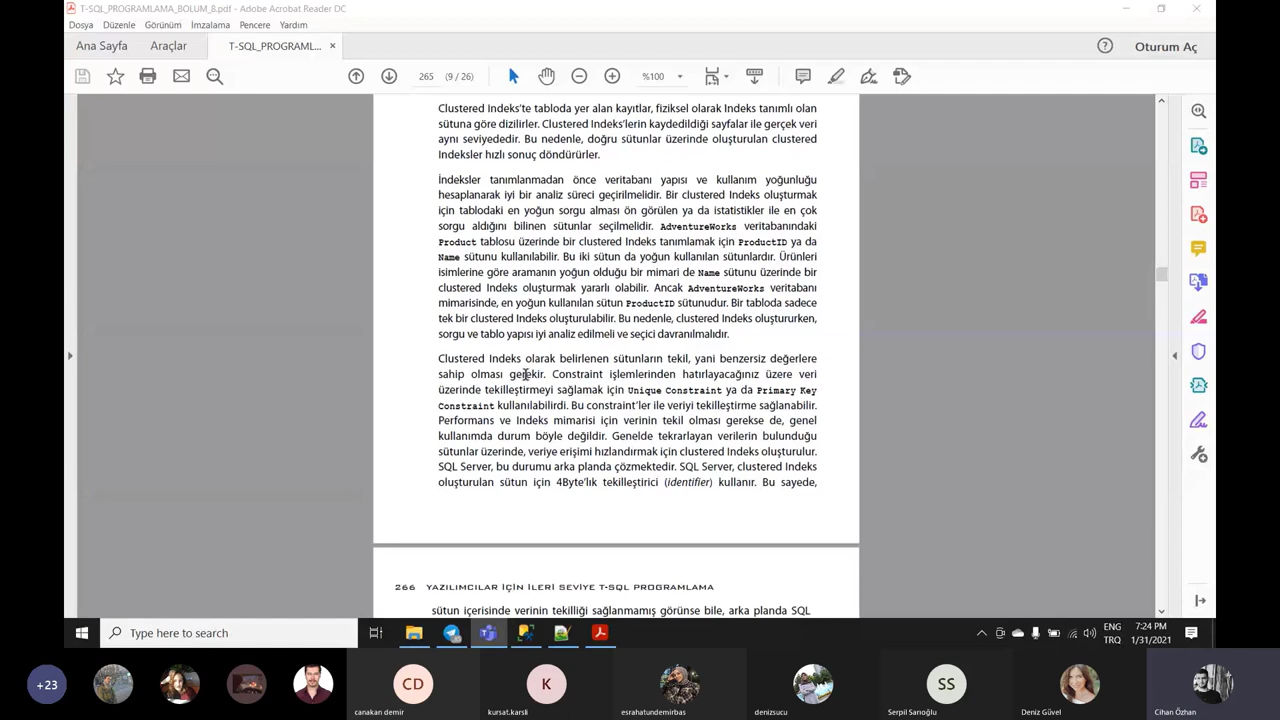 T-SQL_PROGRAMLAMA_BOLUM_8.pdf - Adobe Acrobat Reader DC
Dosya Düzenle Görünüm İmzalama Pencere Yardım
Ana Sayfa Araçlar T-SQL_PROGRAML... × Oturum Aç
265 (9 / 26) %100
Clustered Indeks'te tabloda yer alan kayıtlar, fiziksel olarak Indeks tanımlı olan
sütuna göre dizilirler. Clustered Indeks'lerin kaydedildiği sayfalar ile gerçek veri
aynı seviyededir. Bu nedenle, doğru sütunlar üzerinde oluşturulan clustered
Indeksler hızlı sonuç döndürürler.
İndeksler tanımlanmadan önce veritabanı yapısı ve kullanım yoğunluğu
hesaplanarak iyi bir analiz süreci geçirilmelidir. Bir clustered Indeks oluşturmak
için tablodaki en yoğun sorgu alması ön görülen ya da istatistikler ile en çok
sorgu aldığını bilinen sütunlar seçilmelidir. AdventureWorks veritabanındaki
Product tablosu üzerinde bir clustered Indeks tanımlamak için ProductID ya da
Name sütunu kullanılabilir. Bu iki sütun da yoğun kullanılan sütunlardır. Ürünleri
isimlerine göre aramanın yoğun olduğu bir mimari de Name sütunu üzerinde bir
clustered Indeks oluşturmak yararlı olabilir. Ancak AdventureWorks veritabanı
mimarisinde, en yoğun kullanılan sütun ProductID sütunudur. Bir tabloda sadece
tek bir clustered Indeks oluşturulabilir. Bu nedenle, clustered Indeks oluştururken,
sorgu ve tablo yapısı iyi analiz edilmeli ve seçici davranılmalıdır.
Clustered Indeks olarak belirlenen sütunların tekil, yani benzersiz değerlere
sahip olması gerekir. Constraint işlemlerinden hatırlayacağınız üzere veri
üzerinde tekilleştirmeyi sağlamak için Unique Constraint ya da Primary Key
Constraint kullanılabilirdi. Bu constraint'ler ile veriyi tekilleştirme sağlanabilir.
Performans ve Indeks mimarisi için verinin tekil olması gerekse de, genel
kullanımda durum böyle değildir. Genelde tekrarlayan verilerin bulunduğu
sütunlar üzerinde, veriye erişimi hızlandırmak için clustered Indeks oluşturulur.
SQL Server, bu durumu arka planda çözmektedir. SQL Server, clustered Indeks
oluşturulan sütun için 4Byte'lık tekilleştirici (identifier) kullanır. Bu sayede,
266 YAZILIMCILAR İÇİN İLERİ SEVİYE T-SQL PROGRAMLAMA
sütun içerisinde verinin tekilliği sağlanmamış görünse bile, arka planda SQL
Type here to search
ENG 7:24 PM
TRQ 1/31/2021
+23 CD K SS
canakan demir kursat.karsli esrahatundemirbas denizsucu Serpil Sarıoğlu Deniz Güvel Cihan Özhan